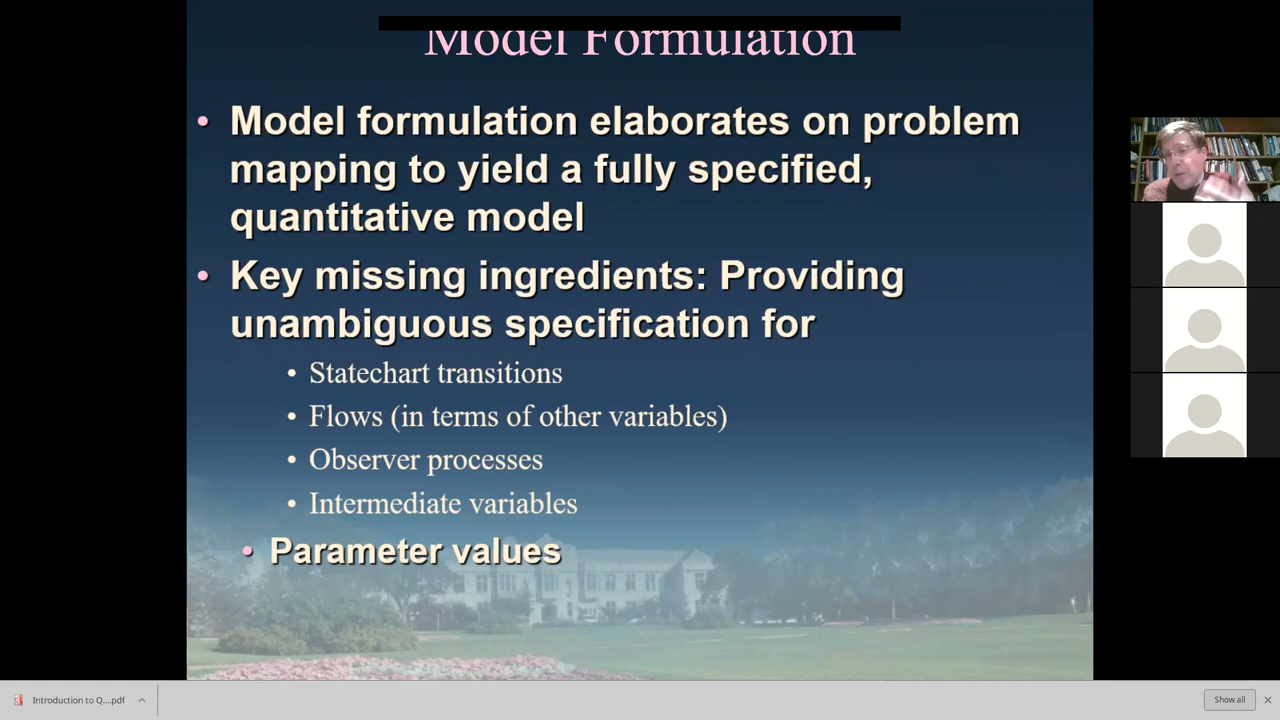 Model Formulation
• Model formulation elaborates on problem
mapping to yield a fully specified,
quantitative model
• Key missing ingredients: Providing
unambiguous specification for
• Statechart transitions
• Flows (in terms of other variables)
• Observer processes
• Intermediate variables
• Parameter values
Introduction to Q....pdf
Show all